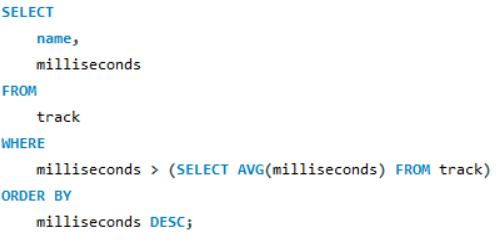 SELECT
    name,
    milliseconds
FROM
    track
WHERE
    milliseconds > (SELECT AVG(milliseconds) FROM track)
ORDER BY
    milliseconds DESC;